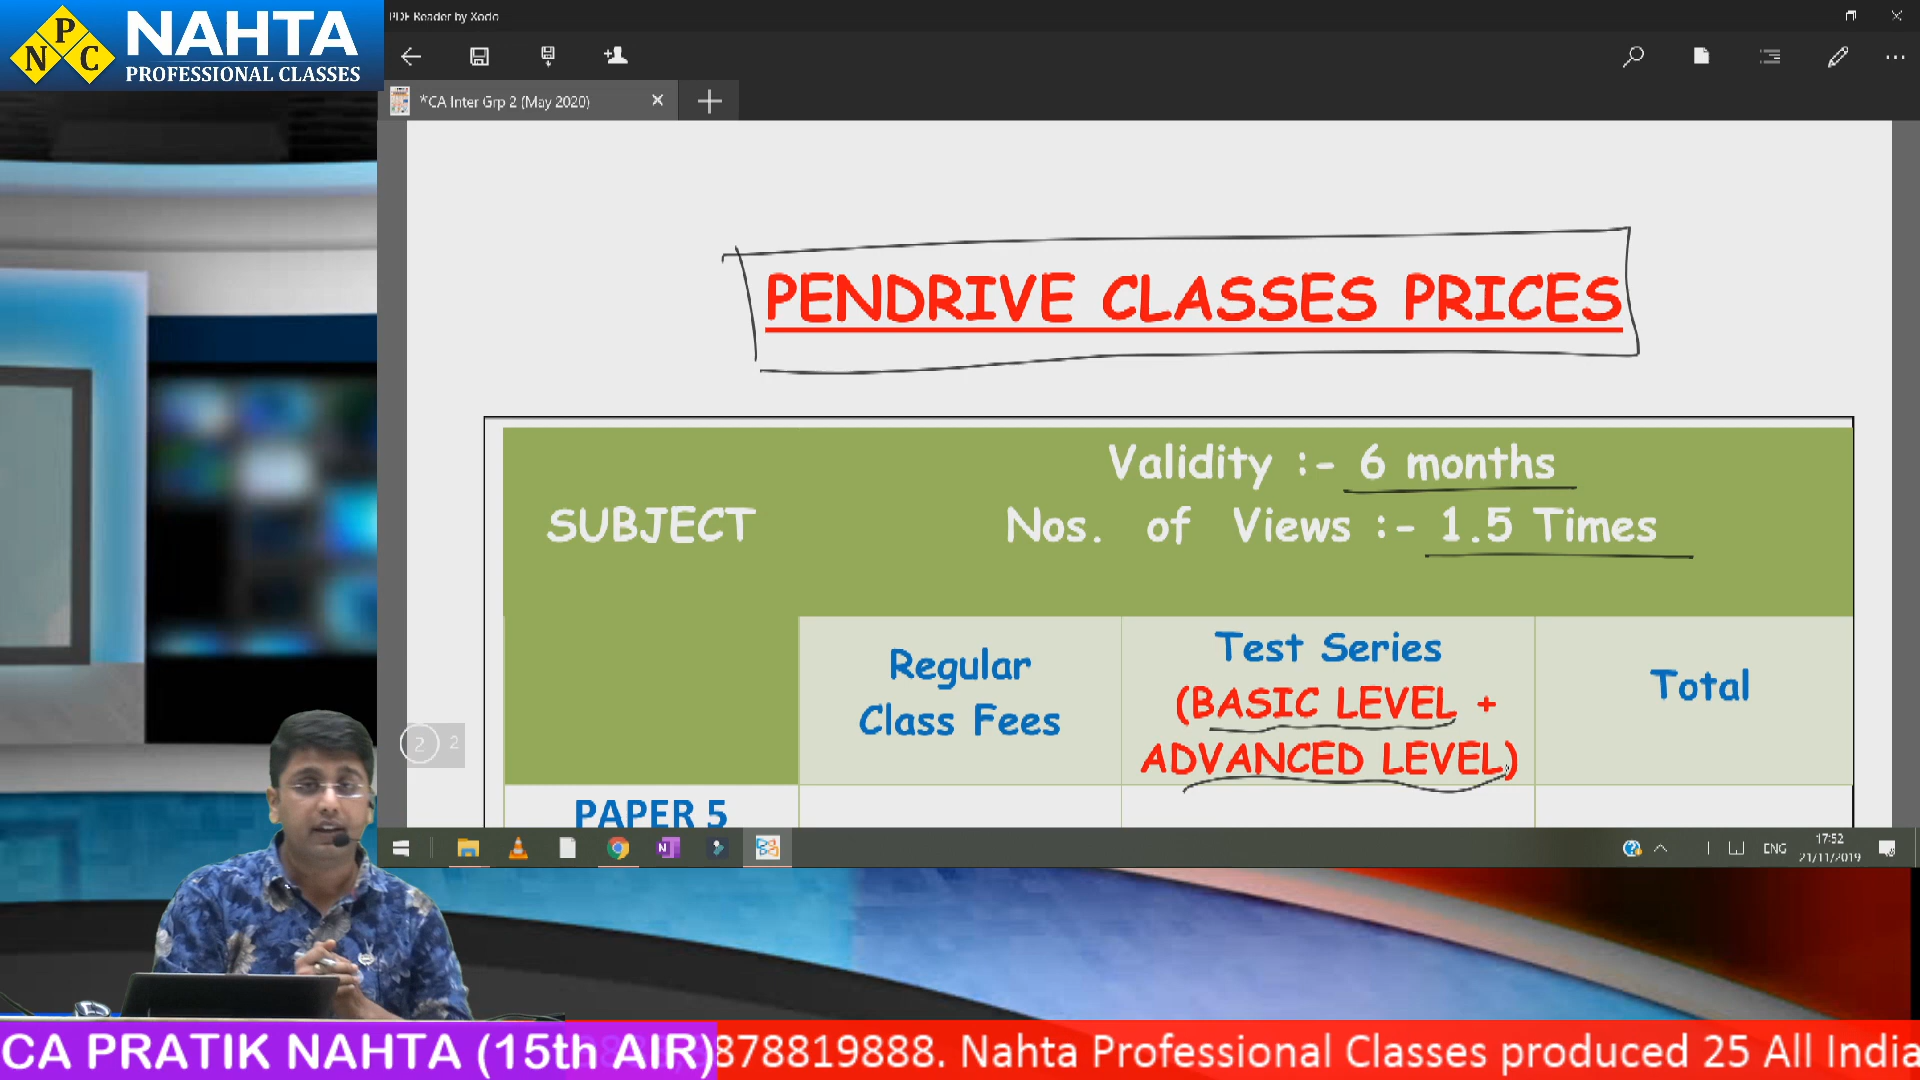 NPC
NAHTA
PROFESSIONAL CLASSES
PDF Reader by Xodo
*CA Inter Grp 2 (May 2020)
PENDRIVE CLASSES PRICES
SUBJECT
Validity :- 6 months
Nos. of Views :- 1.5 Times
Regular
Class Fees
Test Series
(BASIC LEVEL +
ADVANCED LEVEL)
Total
2 2
PAPER 5
ENG
17:52
21/11/2019
CA PRATIK NAHTA (15th AIR)
878819888. Nahta Professional Classes produced 25 All India